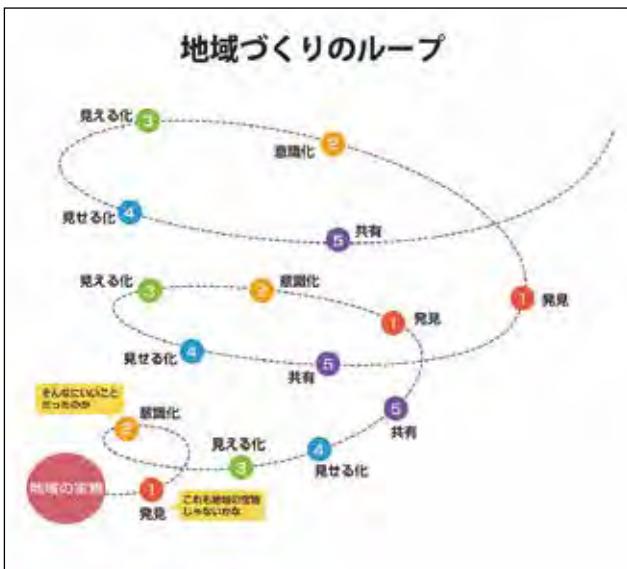 地域づくりのループ
見える化
3
2
意識化
4
見せる化
5
共有
見える化
3
2
意識化
1
発見
1
発見
4
見せる化
5
共有
そんなにいいこと
だったのか
2
意識化
5
共有
見える化
3
4
見せる化
地域の宝物
1
発見
これも地域の宝物
じゃないかな